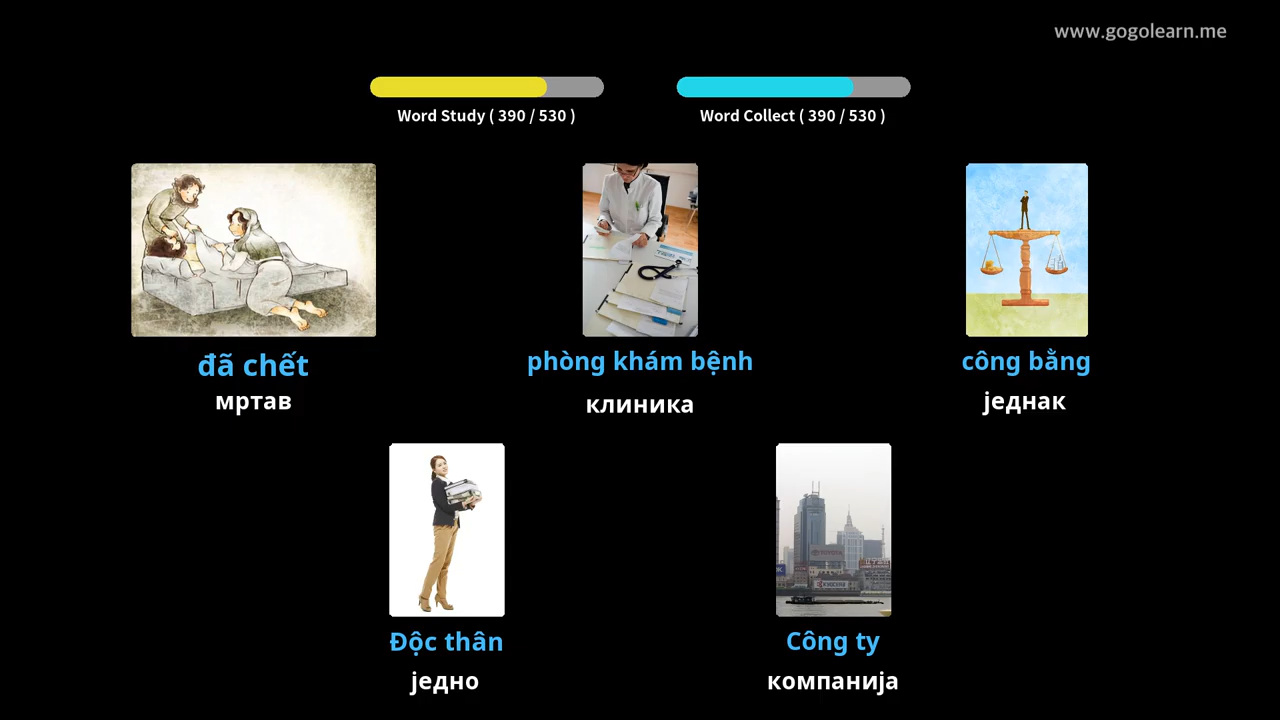 www.gogolearn.me
Word Study ( 390 / 530 )
Word Collect ( 390 / 530 )
đã chết
мртав
phòng khám bệnh
клиника
công bằng
једнак
Độc thân
једно
Công ty
компанија